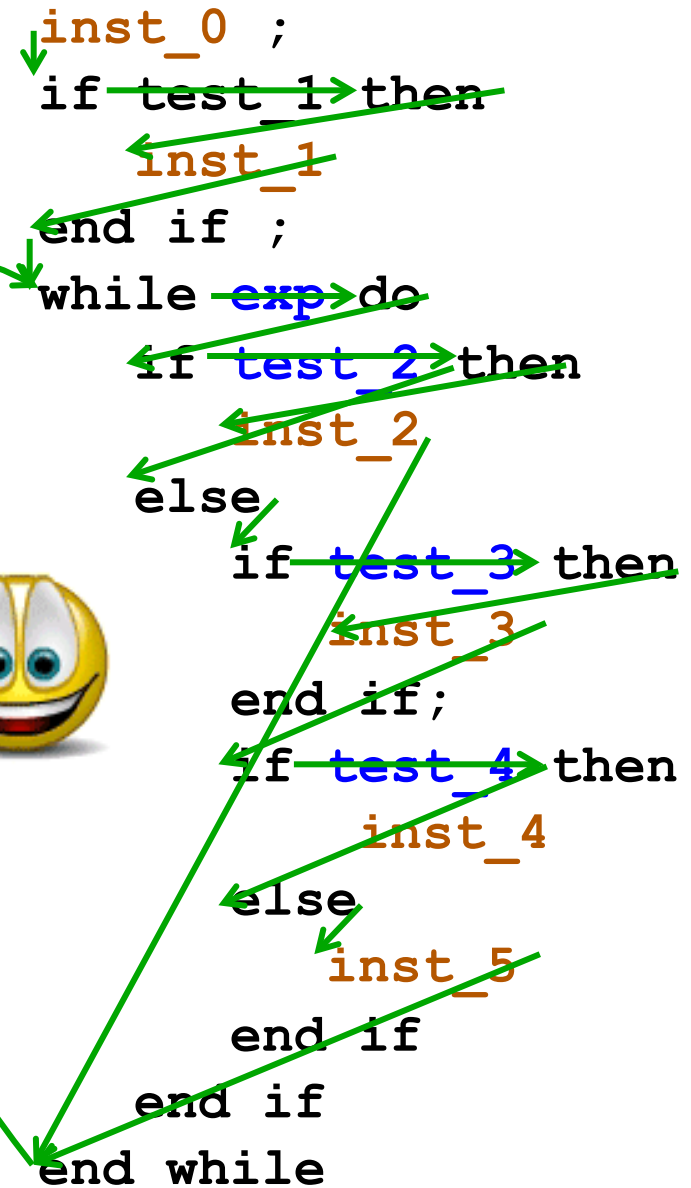 inst_0 ;
if test_1 then
inst_1
end if ;
while exp do
if test_2 then
inst_2
else
if test_3 then
inst_3
end if;
if test_4 then
inst_4
else
inst_5
end if
end if
end while